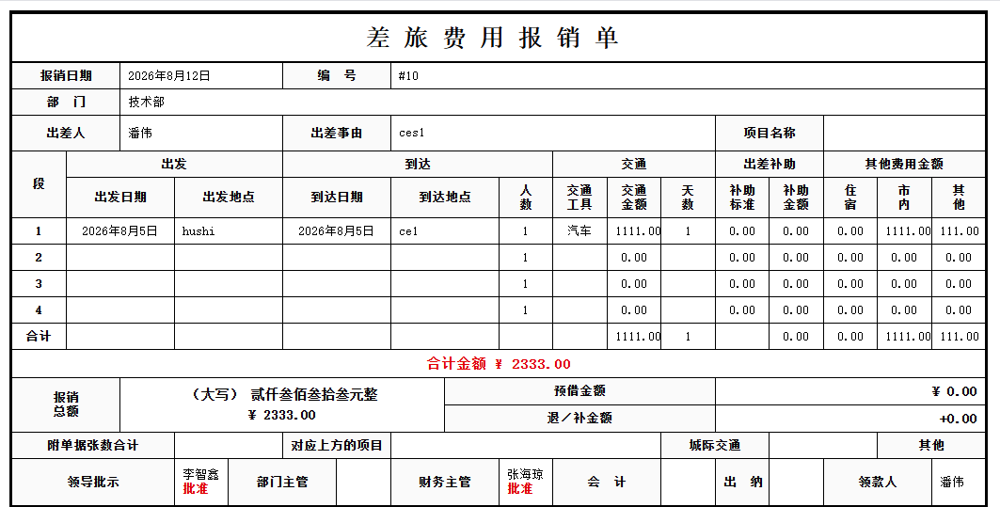 差旅费用报销单
报销日期 2026年8月12日 编 号 #10
部 门 技术部
出差人 潘伟 出差事由 ces1 项目名称
段 出发 到达 交通 出差补助 其他费用金额
出发日期 出发地点 到达日期 到达地点 人数 交通工具 交通金额 天数 补助标准 补助金额 住宿 市内 其他
1 2026年8月5日 hushi 2026年8月5日 ce1 1 汽车 1111.00 1 0.00 0.00 0.00 1111.00 111.00
2 1 0.00 0.00 0.00 0.00 0.00 0.00
3 1 0.00 0.00 0.00 0.00 0.00 0.00
4 1 0.00 0.00 0.00 0.00 0.00 0.00
合计 1111.00 1 0.00 0.00 1111.00 111.00
合计金额 ¥ 2333.00
报销总额 （大写） 贰仟叁佰叁拾叁元整 预借金额 ¥ 0.00
¥ 2333.00 退／补金额 +0.00
附单据张数合计 对应上方的项目 城际交通 其他
领导批示 李智鑫 批准 部门主管 财务主管 张海琼 批准 会 计 出 纳 领款人 潘伟